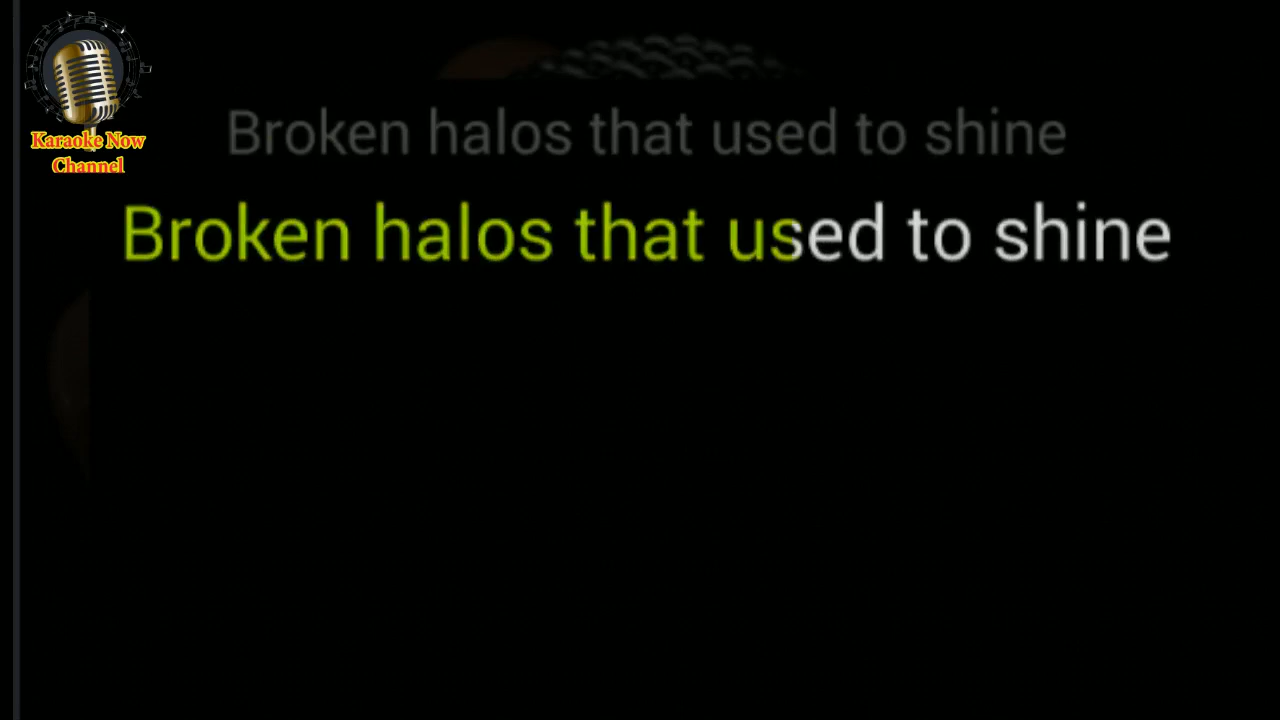 Karaoke Now
Channel
Broken halos that used to shine
Broken halos that used to shine